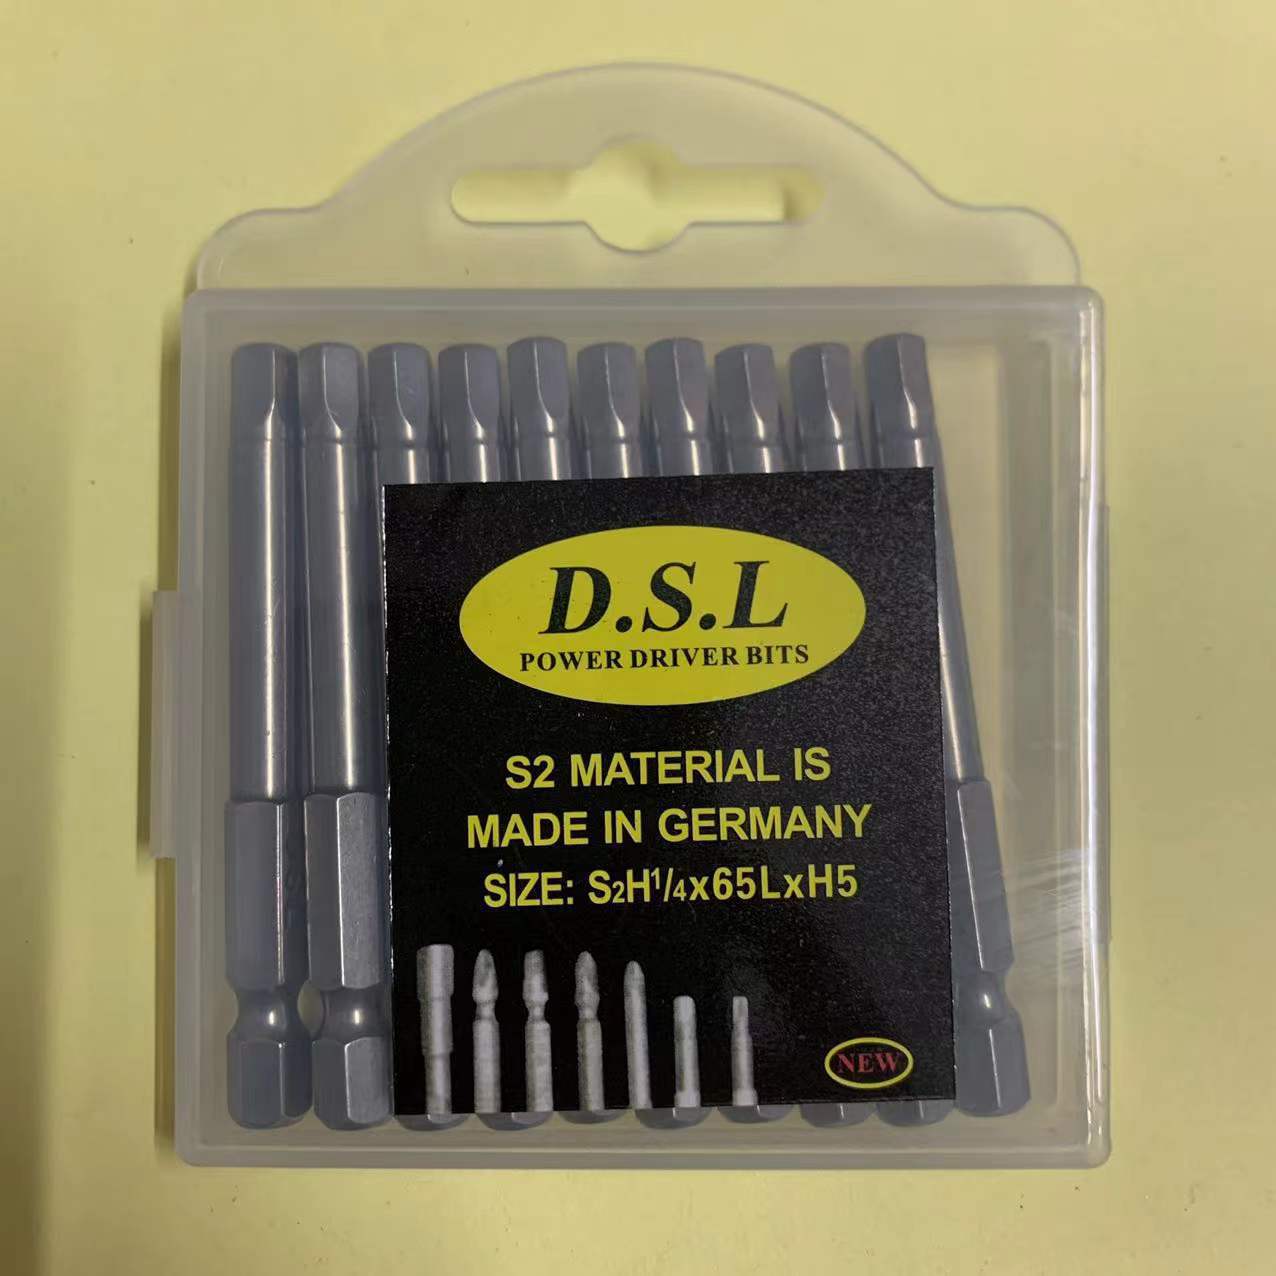 D.S.L
POWER DRIVER BITS
S2 MATERIAL IS
MADE IN GERMANY
SIZE: S2H1/4x65LxH5
NEW